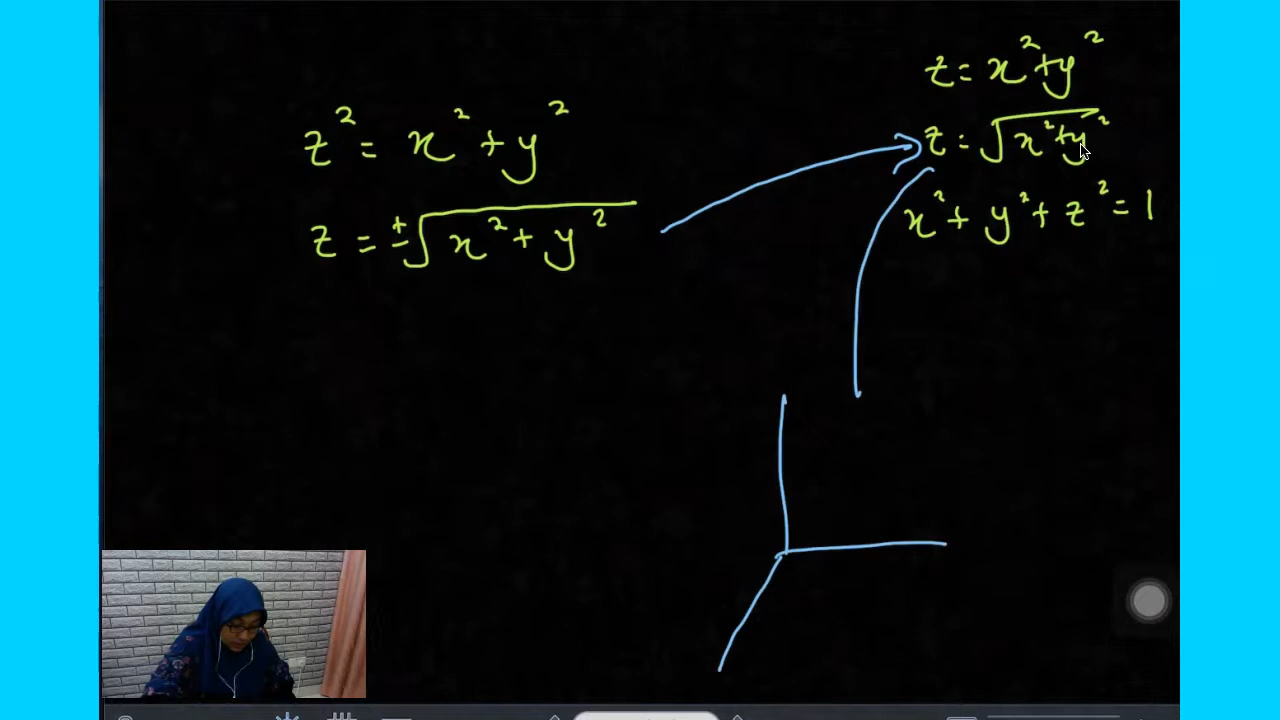 z² = x² + y²
z = ±√(x² + y²)
z = x² + y²
z = √(x² + y²)
x² + y² + z² = 1